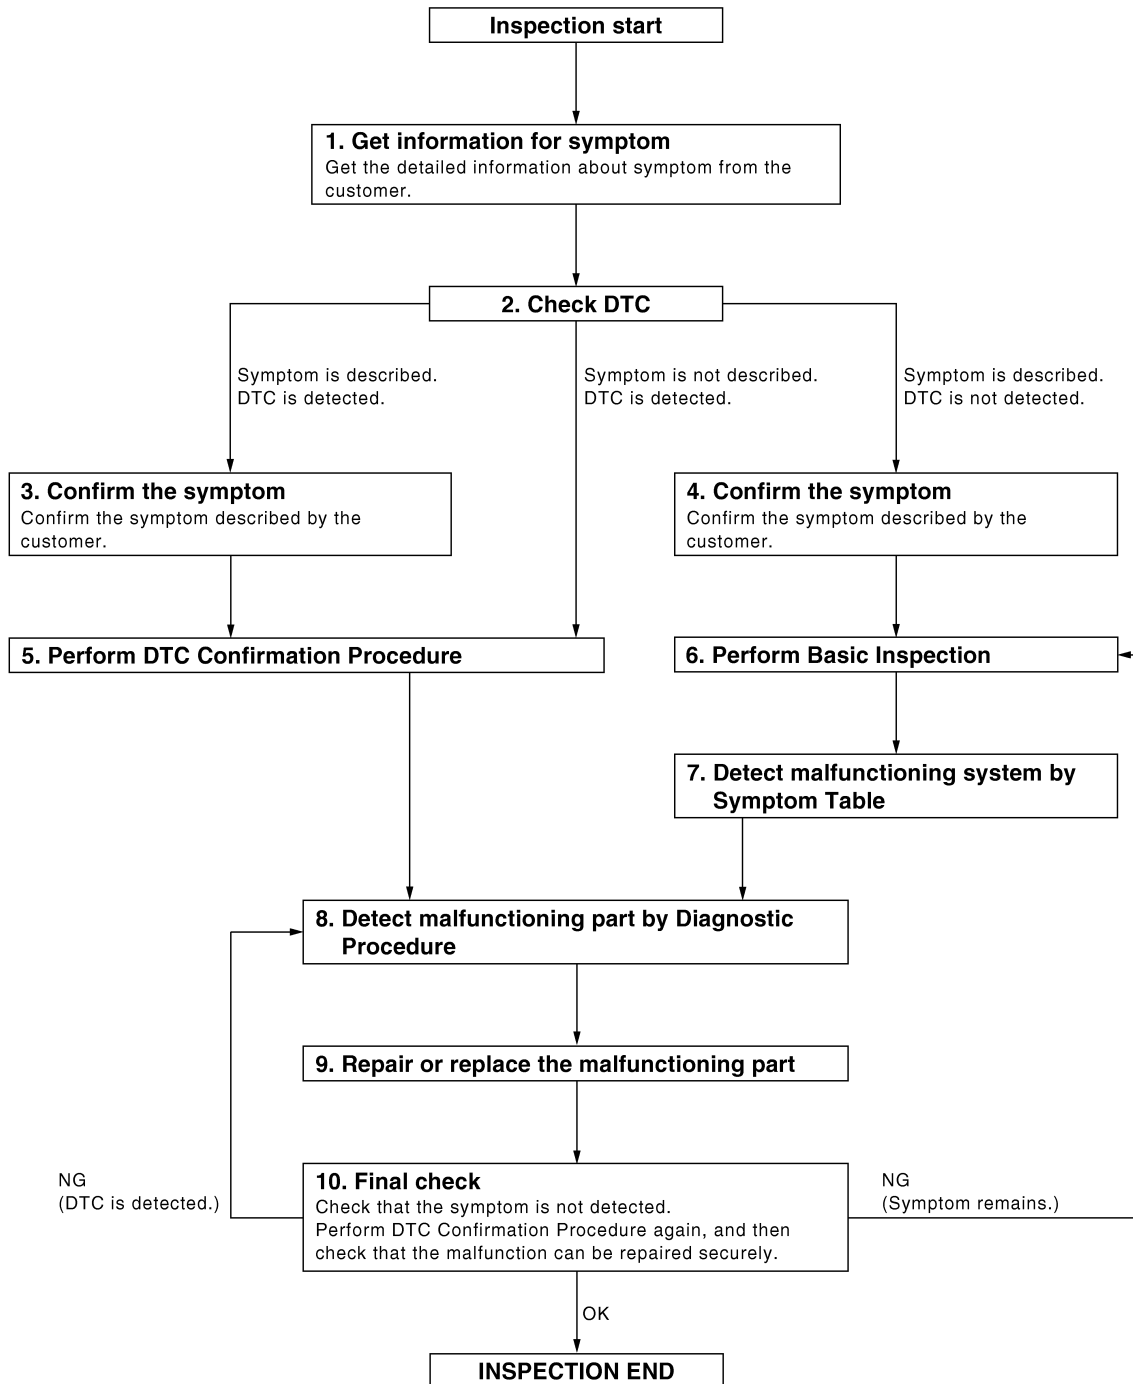 Inspection start
1. Get information for symptom
Get the detailed information about symptom from the
customer.
2. Check DTC
Symptom is described.
DTC is detected.
Symptom is not described.
DTC is detected.
Symptom is described.
DTC is not detected.
3. Confirm the symptom
Confirm the symptom described by the
customer.
4. Confirm the symptom
Confirm the symptom described by the
customer.
5. Perform DTC Confirmation Procedure
6. Perform Basic Inspection
7. Detect malfunctioning system by
Symptom Table
8. Detect malfunctioning part by Diagnostic
Procedure
9. Repair or replace the malfunctioning part
NG
(DTC is detected.)
10. Final check
Check that the symptom is not detected.
Perform DTC Confirmation Procedure again, and then
check that the malfunction can be repaired securely.
NG
(Symptom remains.)
OK
INSPECTION END